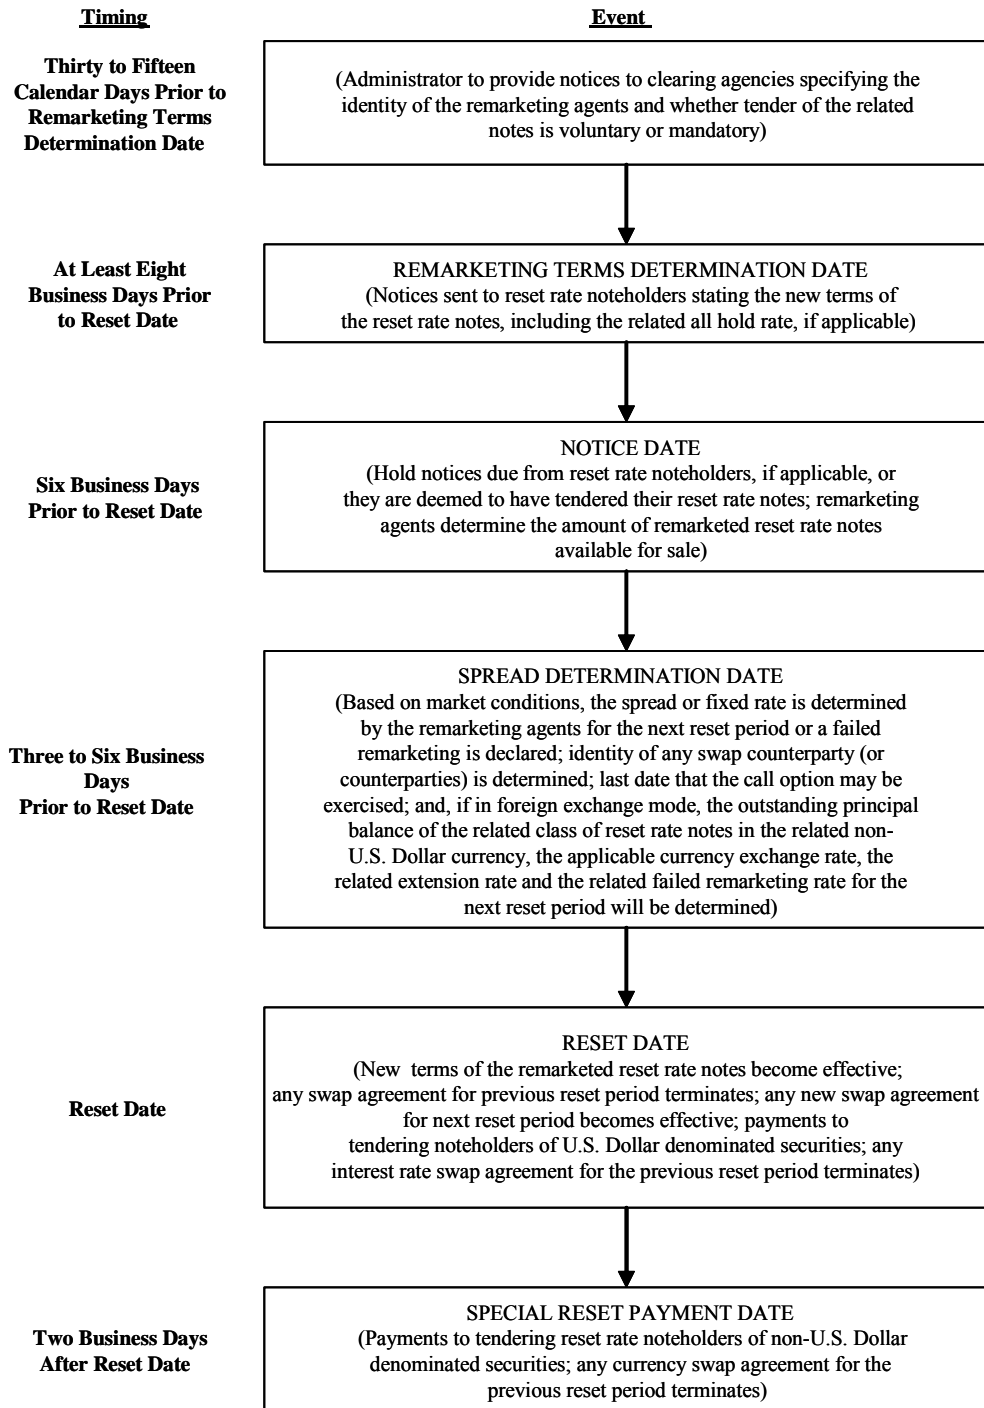 Timing
Event
Thirty to Fifteen
Calendar Days Prior to
Remarketing Terms
Determination Date
(Administrator to provide notices to clearing agencies specifying the
identity of the remarketing agents and whether tender of the related
notes is voluntary or mandatory)
At Least Eight
Business Days Prior
to Reset Date
REMARKETING TERMS DETERMINATION DATE
(Notices sent to reset rate noteholders stating the new terms of
the reset rate notes, including the related all hold rate, if applicable)
Six Business Days
Prior to Reset Date
NOTICE DATE
(Hold notices due from reset rate noteholders, if applicable, or
they are deemed to have tendered their reset rate notes; remarketing
agents determine the amount of remarketed reset rate notes
available for sale)
Three to Six Business
Days
Prior to Reset Date
SPREAD DETERMINATION DATE
(Based on market conditions, the spread or fixed rate is determined
by the remarketing agents for the next reset period or a failed
remarketing is declared; identity of any swap counterparty (or
counterparties) is determined; last date that the call option may be
exercised; and, if in foreign exchange mode, the outstanding principal
balance of the related class of reset rate notes in the related non-
U.S. Dollar currency, the applicable currency exchange rate, the
related extension rate and the related failed remarketing rate for the
next reset period will be determined)
Reset Date
RESET DATE
(New terms of the remarketed reset rate notes become effective;
any swap agreement for previous reset period terminates; any new swap agreement
for next reset period becomes effective; payments to
tendering noteholders of U.S. Dollar denominated securities; any
interest rate swap agreement for the previous reset period terminates)
Two Business Days
After Reset Date
SPECIAL RESET PAYMENT DATE
(Payments to tendering reset rate noteholders of non-U.S. Dollar
denominated securities; any currency swap agreement for the
previous reset period terminates)